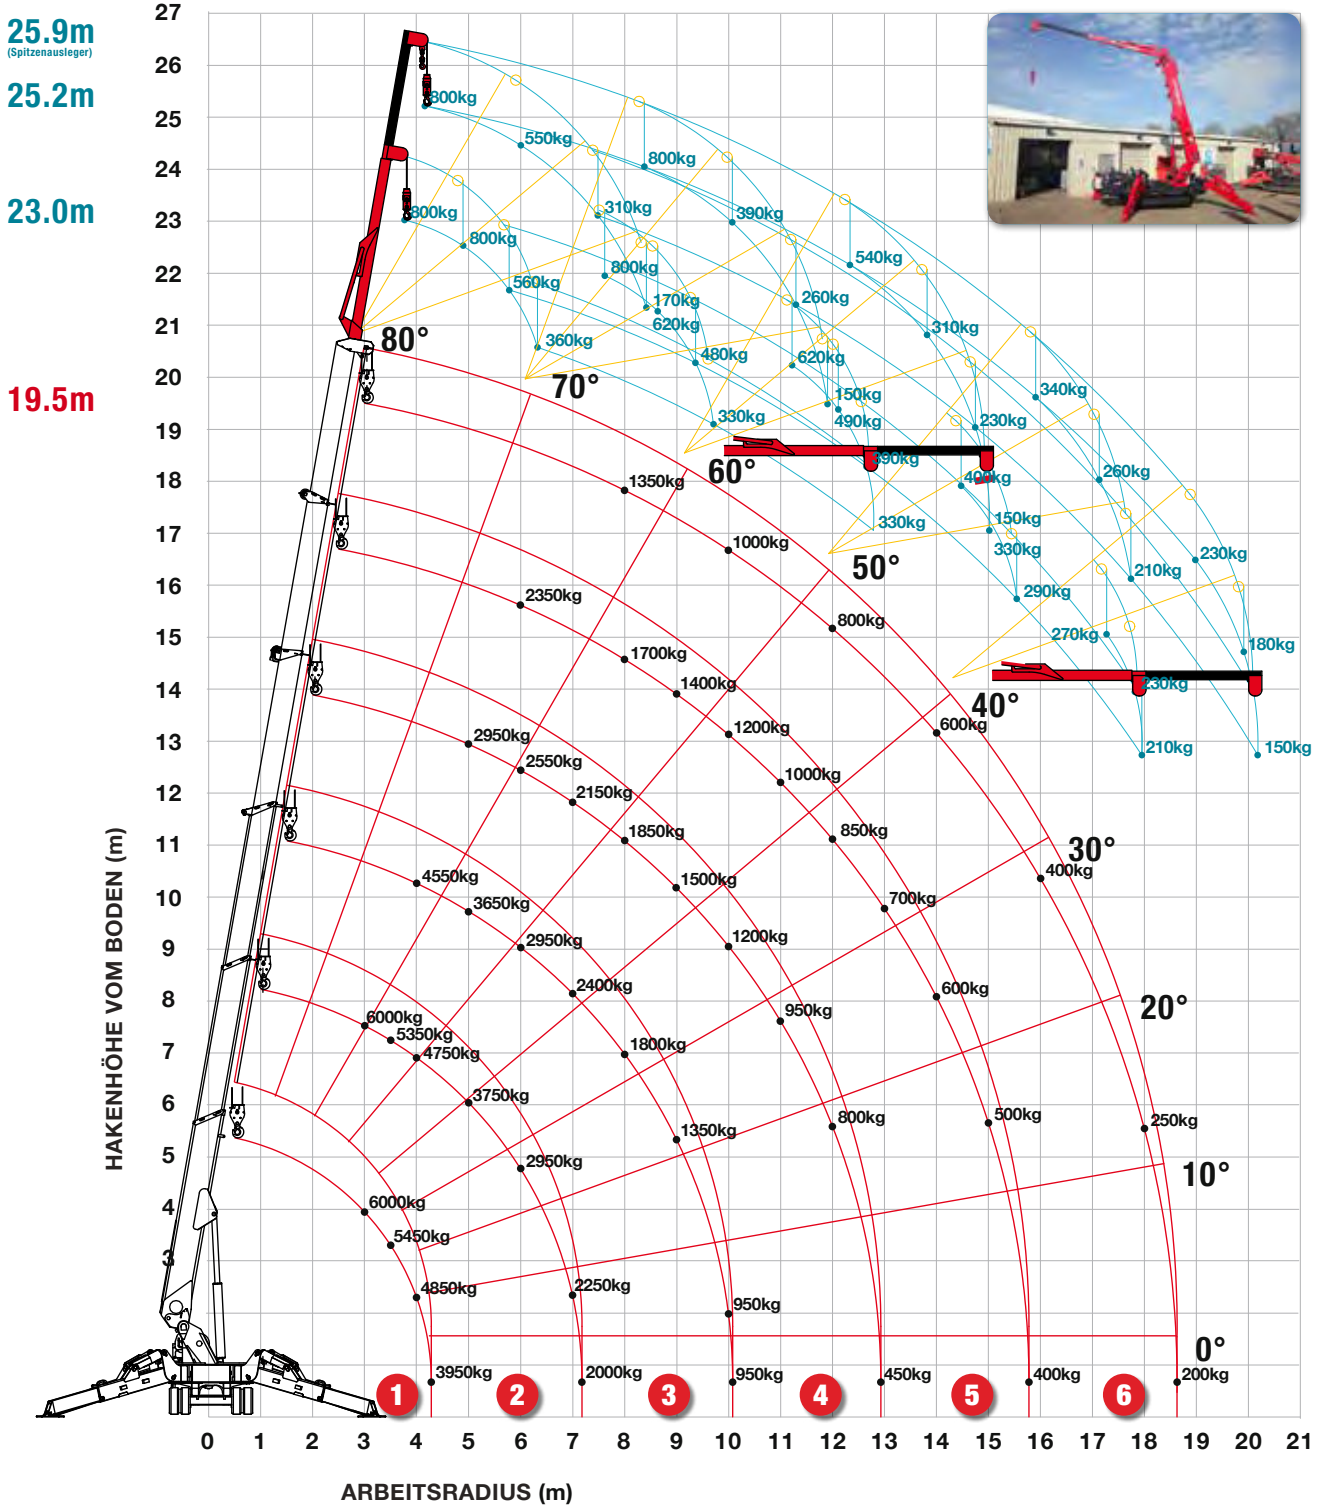 25.9m
(Spitzenausleger)
25.2m
23.0m
19.5m
HAKENHÖHE VOM BODEN (m)
27
26
25
24
23
22
21
20
19
18
17
16
15
14
13
12
11
10
9
8
7
6
5
4
3
800kg
550kg
800kg
310kg
390kg
800kg
800kg
800kg
540kg
560kg
170kg
260kg
620kg
310kg
360kg
480kg
620kg
340kg
150kg
330kg
490kg
230kg
390kg
400kg
260kg
330kg
150kg
330kg
230kg
290kg
210kg
270kg
180kg
230kg
210kg
150kg
80°
70°
60°
50°
40°
30°
20°
10°
0°
1350kg
1000kg
800kg
600kg
400kg
250kg
200kg
2350kg
1700kg
1400kg
1200kg
1000kg
850kg
700kg
600kg
500kg
400kg
2950kg
2550kg
2150kg
1850kg
1500kg
1200kg
950kg
800kg
450kg
4550kg
3650kg
2950kg
2400kg
1800kg
1350kg
950kg
950kg
6000kg
5350kg
4750kg
3750kg
2950kg
2250kg
2000kg
6000kg
5450kg
4850kg
3950kg
1
2
3
4
5
6
0 1 2 3 4 5 6 7 8 9 10 11 12 13 14 15 16 17 18 19 20 21
ARBEITSRADIUS (m)